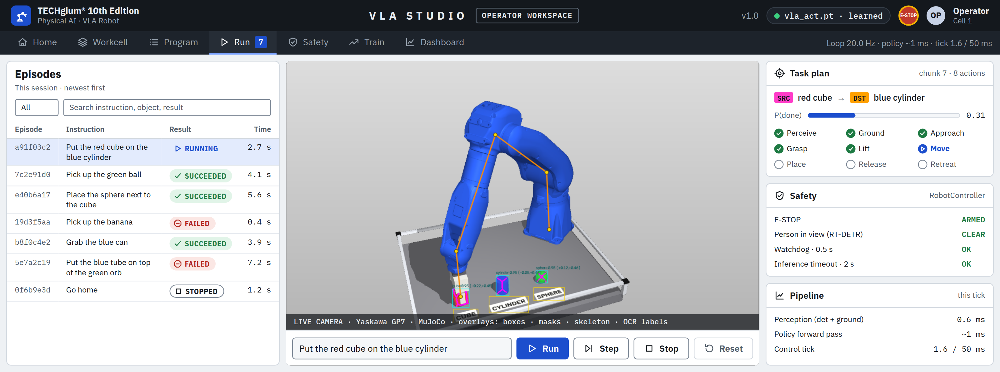 TECHgium® 10th Edition
Physical AI · VLA Robot
VLA STUDIO
OPERATOR WORKSPACE
v1.0
vla_act.pt · learned
E-STOP
OP
Operator
Cell 1
Home
Workcell
Program
Run 7
Safety
Train
Dashboard
Loop 20.0 Hz · policy ~1 ms · tick 1.6 / 50 ms
Episodes
This session · newest first
All
Search instruction, object, result
Episode Instruction Result Time
a91f03c2 Put the red cube on the RUNNING 2.7 s
blue cylinder
7c2e91d0 Pick up the green ball SUCCEEDED 4.1 s
e40b6a17 Place the sphere next to SUCCEEDED 5.6 s
the cube
19d3f5aa Pick up the banana FAILED 0.4 s
b8f0c4e2 Grab the blue can SUCCEEDED 3.9 s
5e7a2c19 Put the blue tube on top FAILED 7.2 s
of the green orb
0f6b9e3d Go home STOPPED 1.2 s
sphere 0.95 (+0.12,+0.46)
cylinder 0.95 (-0.05,+0.47)
cube 0.95 (-0.22,+0.45)
SPHERE
CYLINDER
CUBE
LIVE CAMERA · Yaskawa GP7 · MuJoCo · overlays: boxes · masks · skeleton · OCR labels
Put the red cube on the blue cylinder
Run
Step
Stop
Reset
Task plan chunk 7 · 8 actions
SRC red cube → DST blue cylinder
P(done) 0.31
Perceive Ground Approach
Grasp Lift Move
Place Release Retreat
Safety RobotController
E-STOP ARMED
Person in view (RT-DETR) CLEAR
Watchdog · 0.5 s OK
Inference timeout · 2 s OK
Pipeline this tick
Perception (det + ground) 0.6 ms
Policy forward pass ~1 ms
Control tick 1.6 / 50 ms